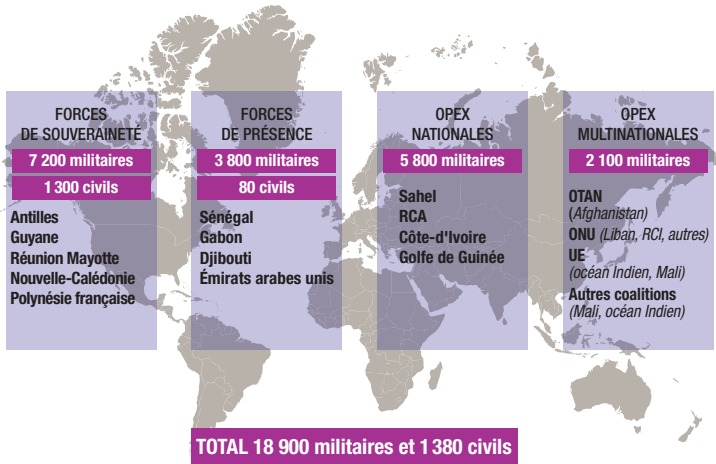 FORCES
DE SOUVERAINETÉ
7 200 militaires
1 300 civils
Antilles
Guyane
Réunion Mayotte
Nouvelle-Calédonie
Polynésie française
FORCES
DE PRÉSENCE
3 800 militaires
80 civils
Sénégal
Gabon
Djibouti
Émirats arabes unis
OPEX
NATIONALES
5 800 militaires
Sahel
RCA
Côte-d'Ivoire
Golfe de Guinée
OPEX
MULTINATIONALES
2 100 militaires
OTAN
(Afghanistan)
ONU (Liban, RCI, autres)
UE
(océan Indien, Mali)
Autres coalitions
(Mali, océan Indien)
TOTAL 18 900 militaires et 1 380 civils